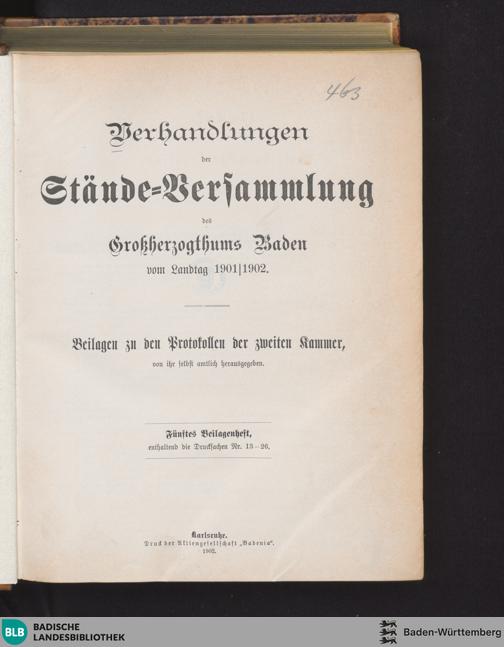 463
Verhandlungen
der
Stände=Versammlung
des
Großherzogthums Baden
vom Landtag 1901|1902.
Beilagen zu den Protokollen der zweiten Kammer,
von ihr selbst amtlich herausgegeben.
Fünftes Beilagenheft,
enthaltend die Drucksachen Nr. 13–26.
Karlsruhe.
Druck der Aktiengesellschaft „Badenia“.
1902.
BLB
BADISCHE
LANDESBIBLIOTHEK
Baden-Württemberg